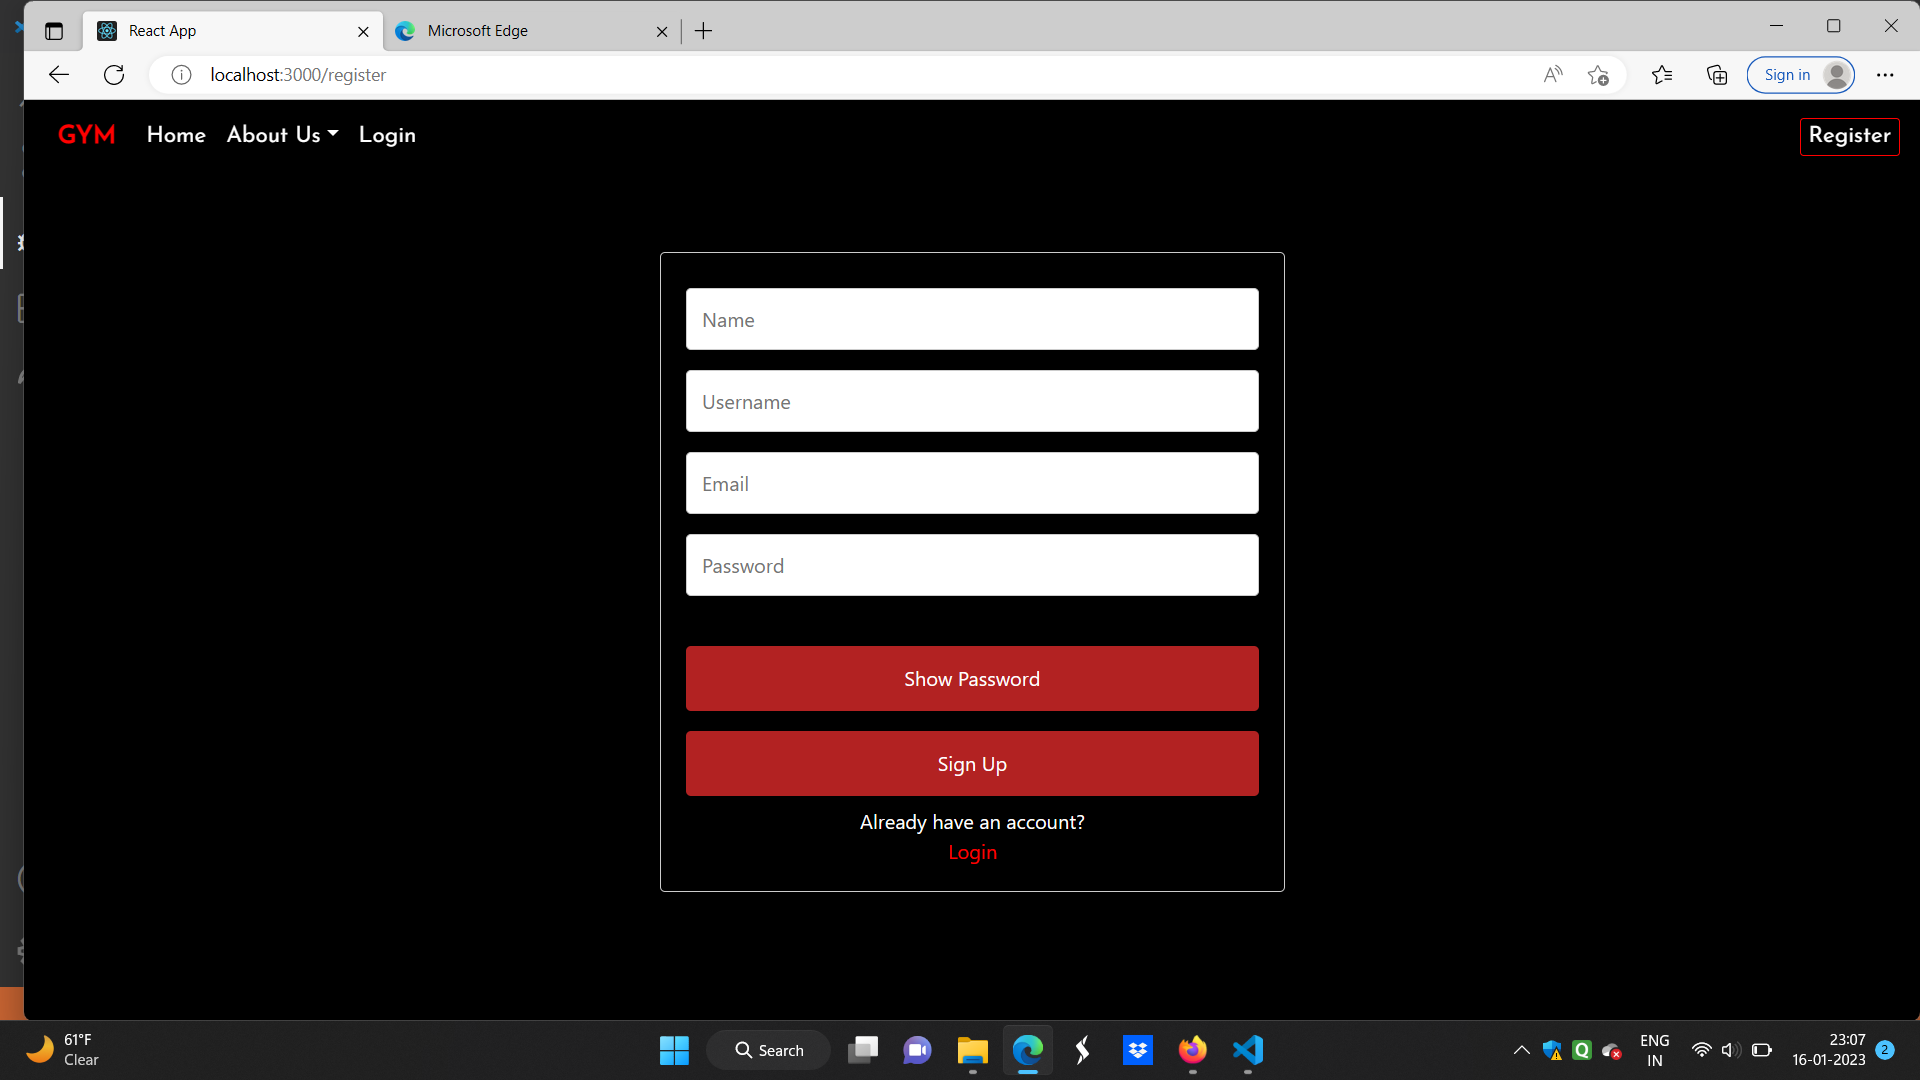 React App
Microsoft Edge
localhost:3000/register
Sign in
GYM
Home
About Us
Login
Register
Name
Username
Email
Password
Show Password
Sign Up
Already have an account?
Login
61°F
Clear
Search
ENG
IN
23:07
16-01-2023
2